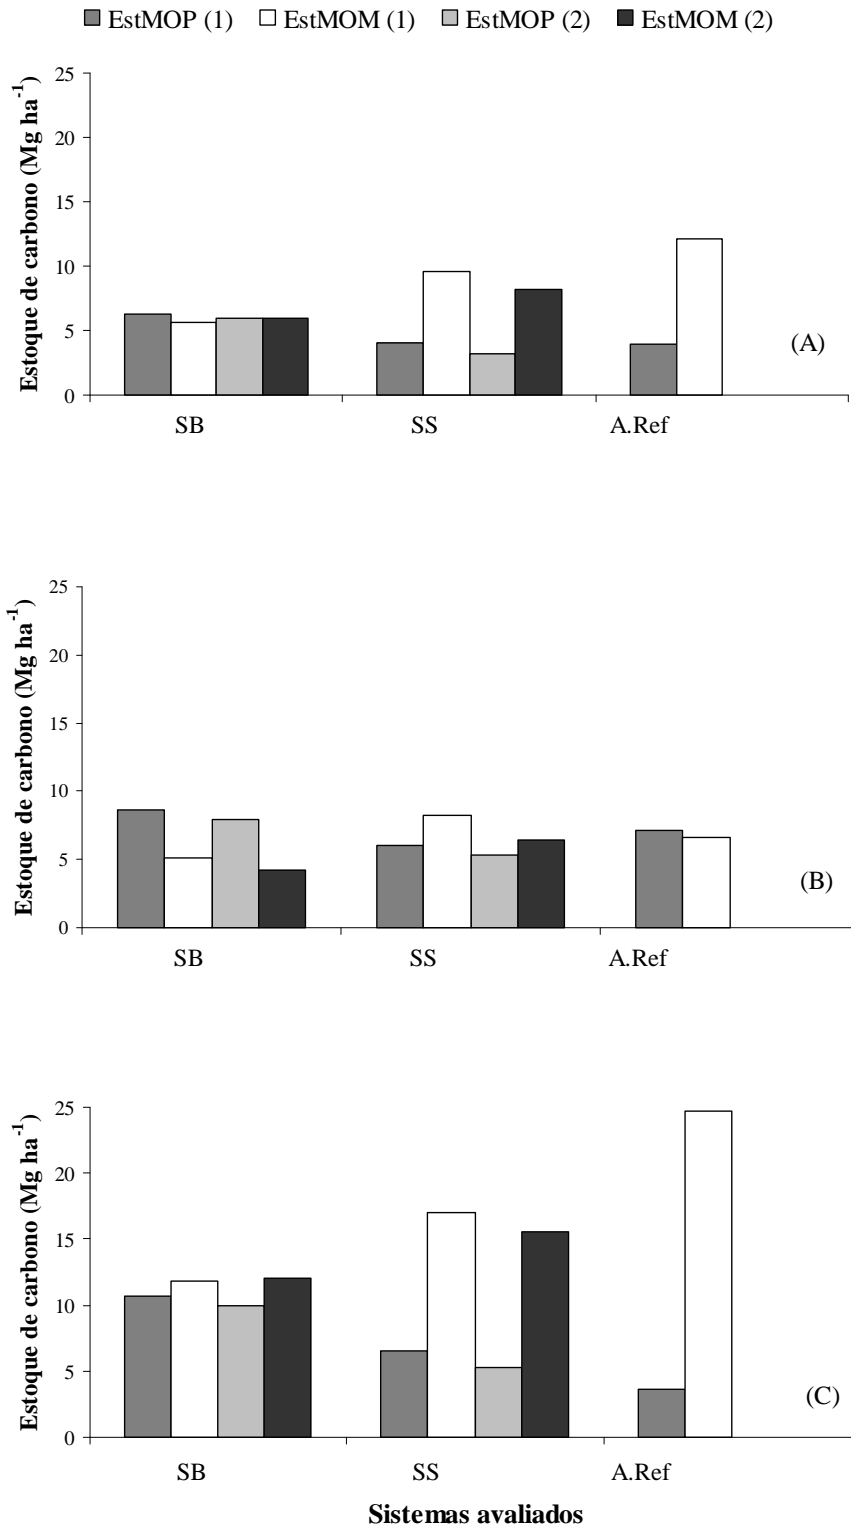 EstMOP (1) EstMOM (1) EstMOP (2) EstMOM (2)
Estoque de carbono (Mg ha⁻¹)
25
20
15
10
5
0
(A)
SB SS A.Ref
Estoque de carbono (Mg ha⁻¹)
25
20
15
10
5
0
(B)
SB SS A.Ref
Estoque de carbono (Mg ha⁻¹)
25
20
15
10
5
0
(C)
SB SS A.Ref
Sistemas avaliados